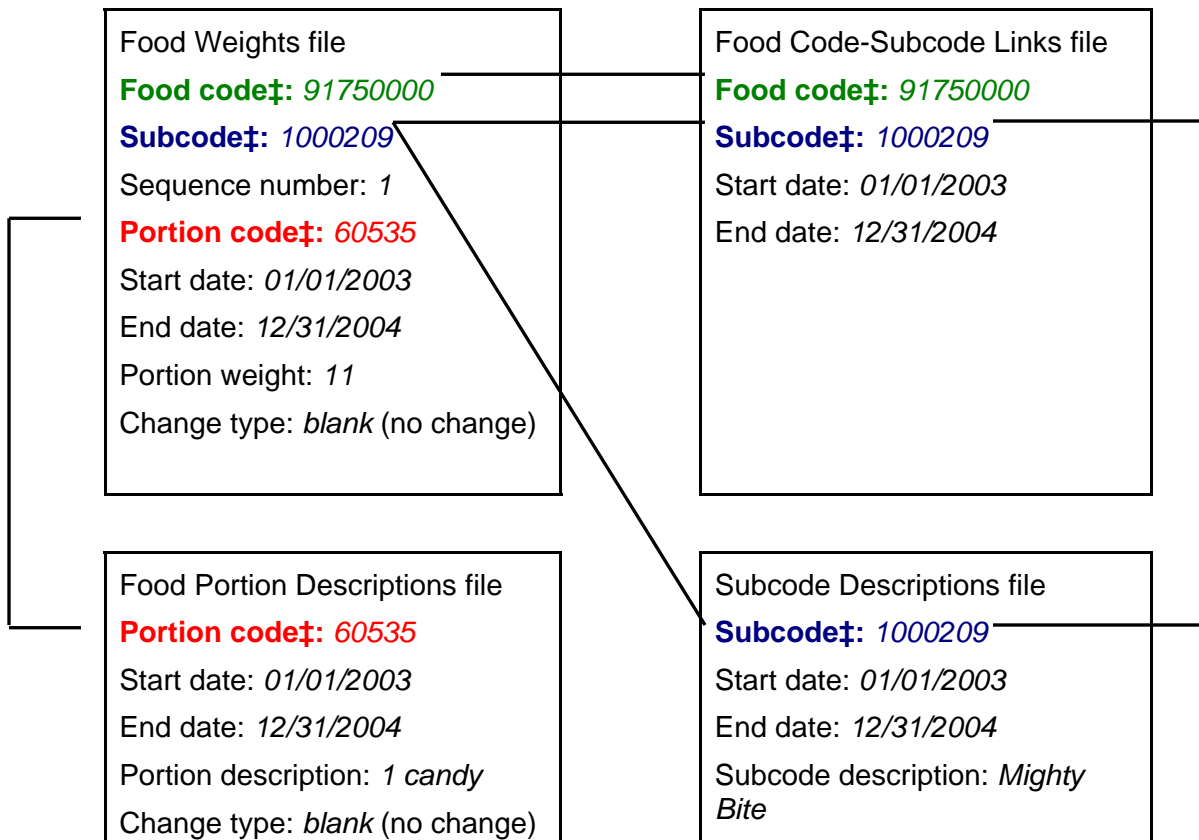 Food Weights file
Food code‡: 91750000
Subcode‡: 1000209
Sequence number: 1
Portion code‡: 60535
Start date: 01/01/2003
End date: 12/31/2004
Portion weight: 11
Change type: blank (no change)
Food Code-Subcode Links file
Food code‡: 91750000
Subcode‡: 1000209
Start date: 01/01/2003
End date: 12/31/2004
Food Portion Descriptions file
Portion code‡: 60535
Start date: 01/01/2003
End date: 12/31/2004
Portion description: 1 candy
Change type: blank (no change)
Subcode Descriptions file
Subcode‡: 1000209
Start date: 01/01/2003
End date: 12/31/2004
Subcode description: Mighty
Bite